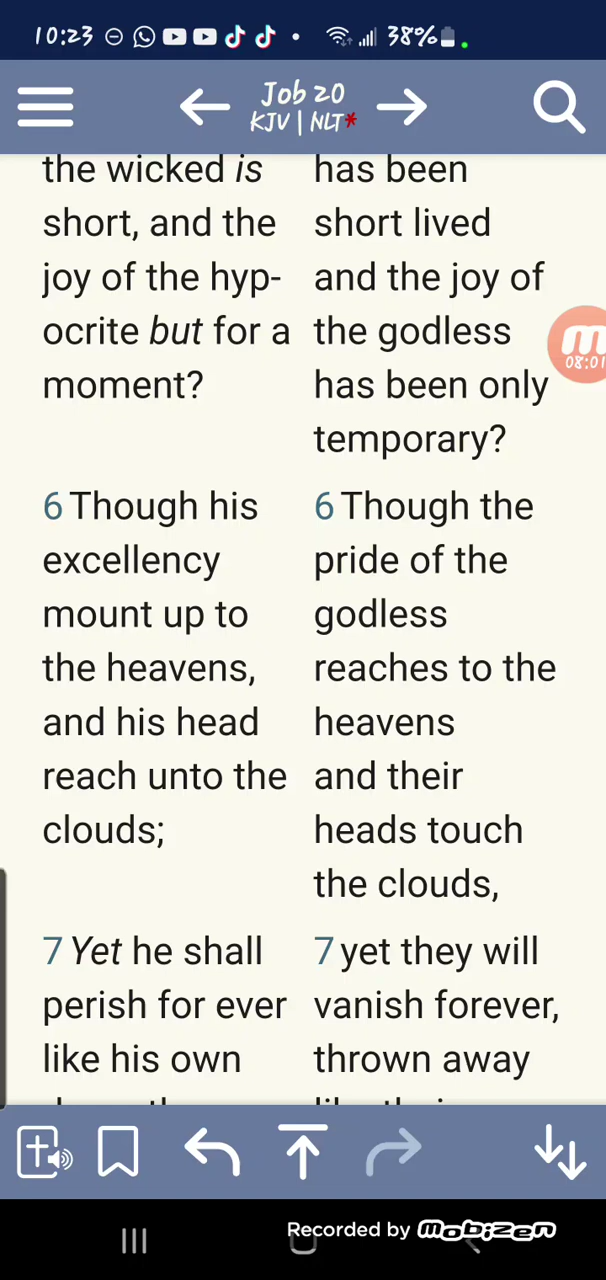 10:23 38%
Job 20
KJV | NLT*
the wicked is
short, and the
joy of the hyp-
ocrite but for a
moment?
6 Though his
excellency
mount up to
the heavens,
and his head
reach unto the
clouds;
7 Yet he shall
perish for ever
like his own
has been
short lived
and the joy of
the godless
has been only
temporary?
6 Though the
pride of the
godless
reaches to the
heavens
and their
heads touch
the clouds,
7 yet they will
vanish forever,
thrown away
m
08:01
Recorded by mobizen